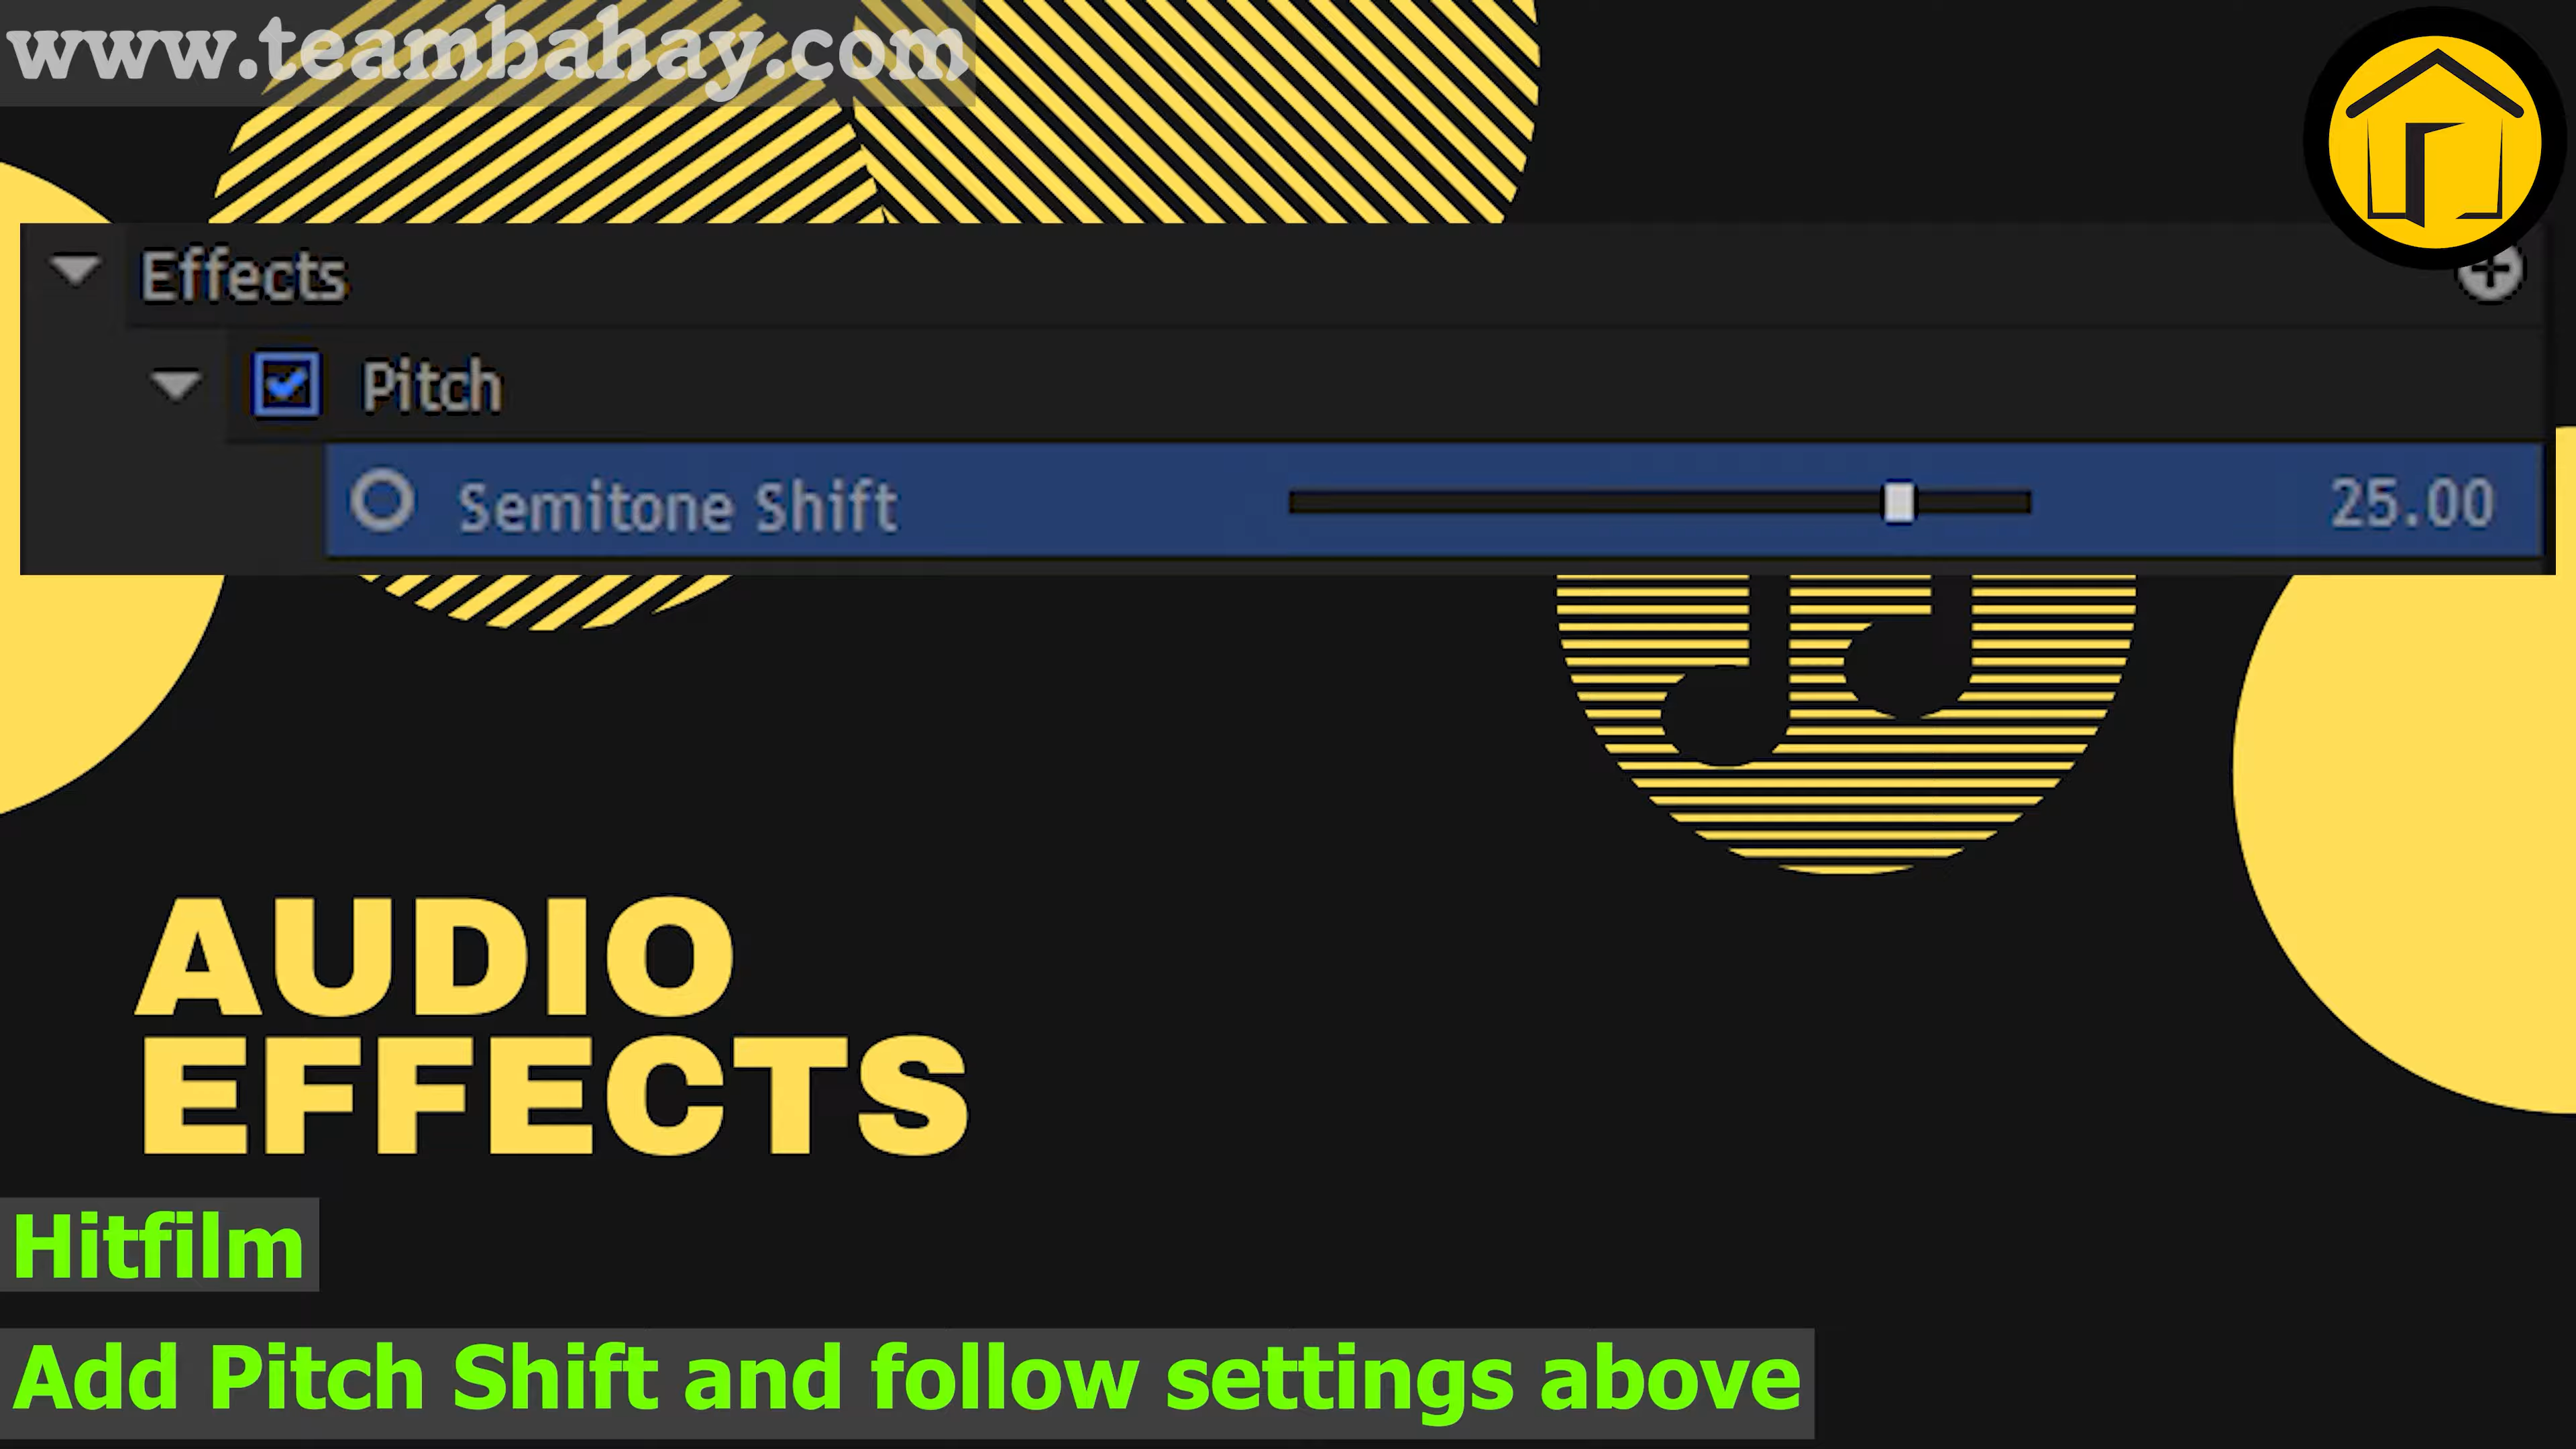 www.teambahay.com
Effects
Pitch
Semitone Shift 25.00
AUDIO
EFFECTS
Hitfilm
Add Pitch Shift and follow settings above